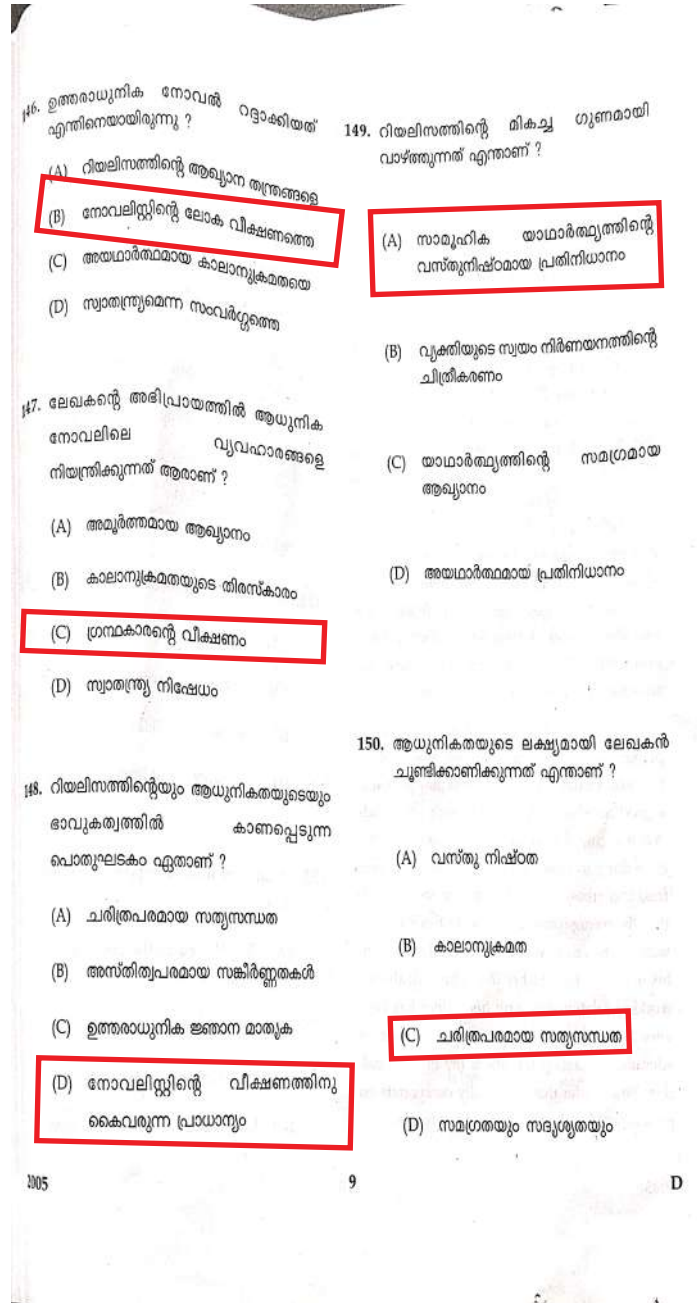 146. ഉത്തരാധുനിക നോവൽ റദ്ദാക്കിയത്
എന്തിനെയായിരുന്നു ?
(A) റിയലിസത്തിന്റെ ആഖ്യാന തന്ത്രങ്ങളെ
(B) നോവലിസ്റ്റിന്റെ ലോക വീക്ഷണത്തെ
(C) അയഥാർത്ഥമായ കാലാനുക്രമതയെ
(D) സ്വാതന്ത്ര്യമെന്ന സംവർഗ്ഗത്തെ
147. ലേഖകന്റെ അഭിപ്രായത്തിൽ ആധുനിക
നോവലിലെ വ്യവഹാരങ്ങളെ
നിയന്ത്രിക്കുന്നത് ആരാണ് ?
(A) അമൂർത്തമായ ആഖ്യാനം
(B) കാലാനുക്രമതയുടെ തിരസ്കാരം
(C) ഗ്രന്ഥകാരന്റെ വീക്ഷണം
(D) സ്വാതന്ത്ര്യ നിഷേധം
148. റിയലിസത്തിന്റെയും ആധുനികതയുടെയും
ഭാവുകത്വത്തിൽ കാണപ്പെടുന്ന
പൊതുഘടകം ഏതാണ് ?
(A) ചരിത്രപരമായ സത്യസന്ധത
(B) അസ്തിത്വപരമായ സങ്കീർണ്ണതകൾ
(C) ഉത്തരാധുനിക ജ്ഞാന മാതൃക
(D) നോവലിസ്റ്റിന്റെ വീക്ഷണത്തിനു
കൈവരുന്ന പ്രാധാന്യം
149. റിയലിസത്തിന്റെ മികച്ച ഗുണമായി
വാഴ്ത്തുന്നത് എന്താണ് ?
(A) സാമൂഹിക യാഥാർത്ഥ്യത്തിന്റെ
വസ്തുനിഷ്ഠമായ പ്രതിനിധാനം
(B) വ്യക്തിയുടെ സ്വയം നിർണയനത്തിന്റെ
ചിത്രീകരണം
(C) യാഥാർത്ഥ്യത്തിന്റെ സമഗ്രമായ
ആഖ്യാനം
(D) അയഥാർത്ഥമായ പ്രതിനിധാനം
150. ആധുനികതയുടെ ലക്ഷ്യമായി ലേഖകൻ
ചൂണ്ടിക്കാണിക്കുന്നത് എന്താണ് ?
(A) വസ്തു നിഷ്ഠത
(B) കാലാനുക്രമത
(C) ചരിത്രപരമായ സത്യസന്ധത
(D) സമഗ്രതയും സദൃശ്യതയും
2005 9 D